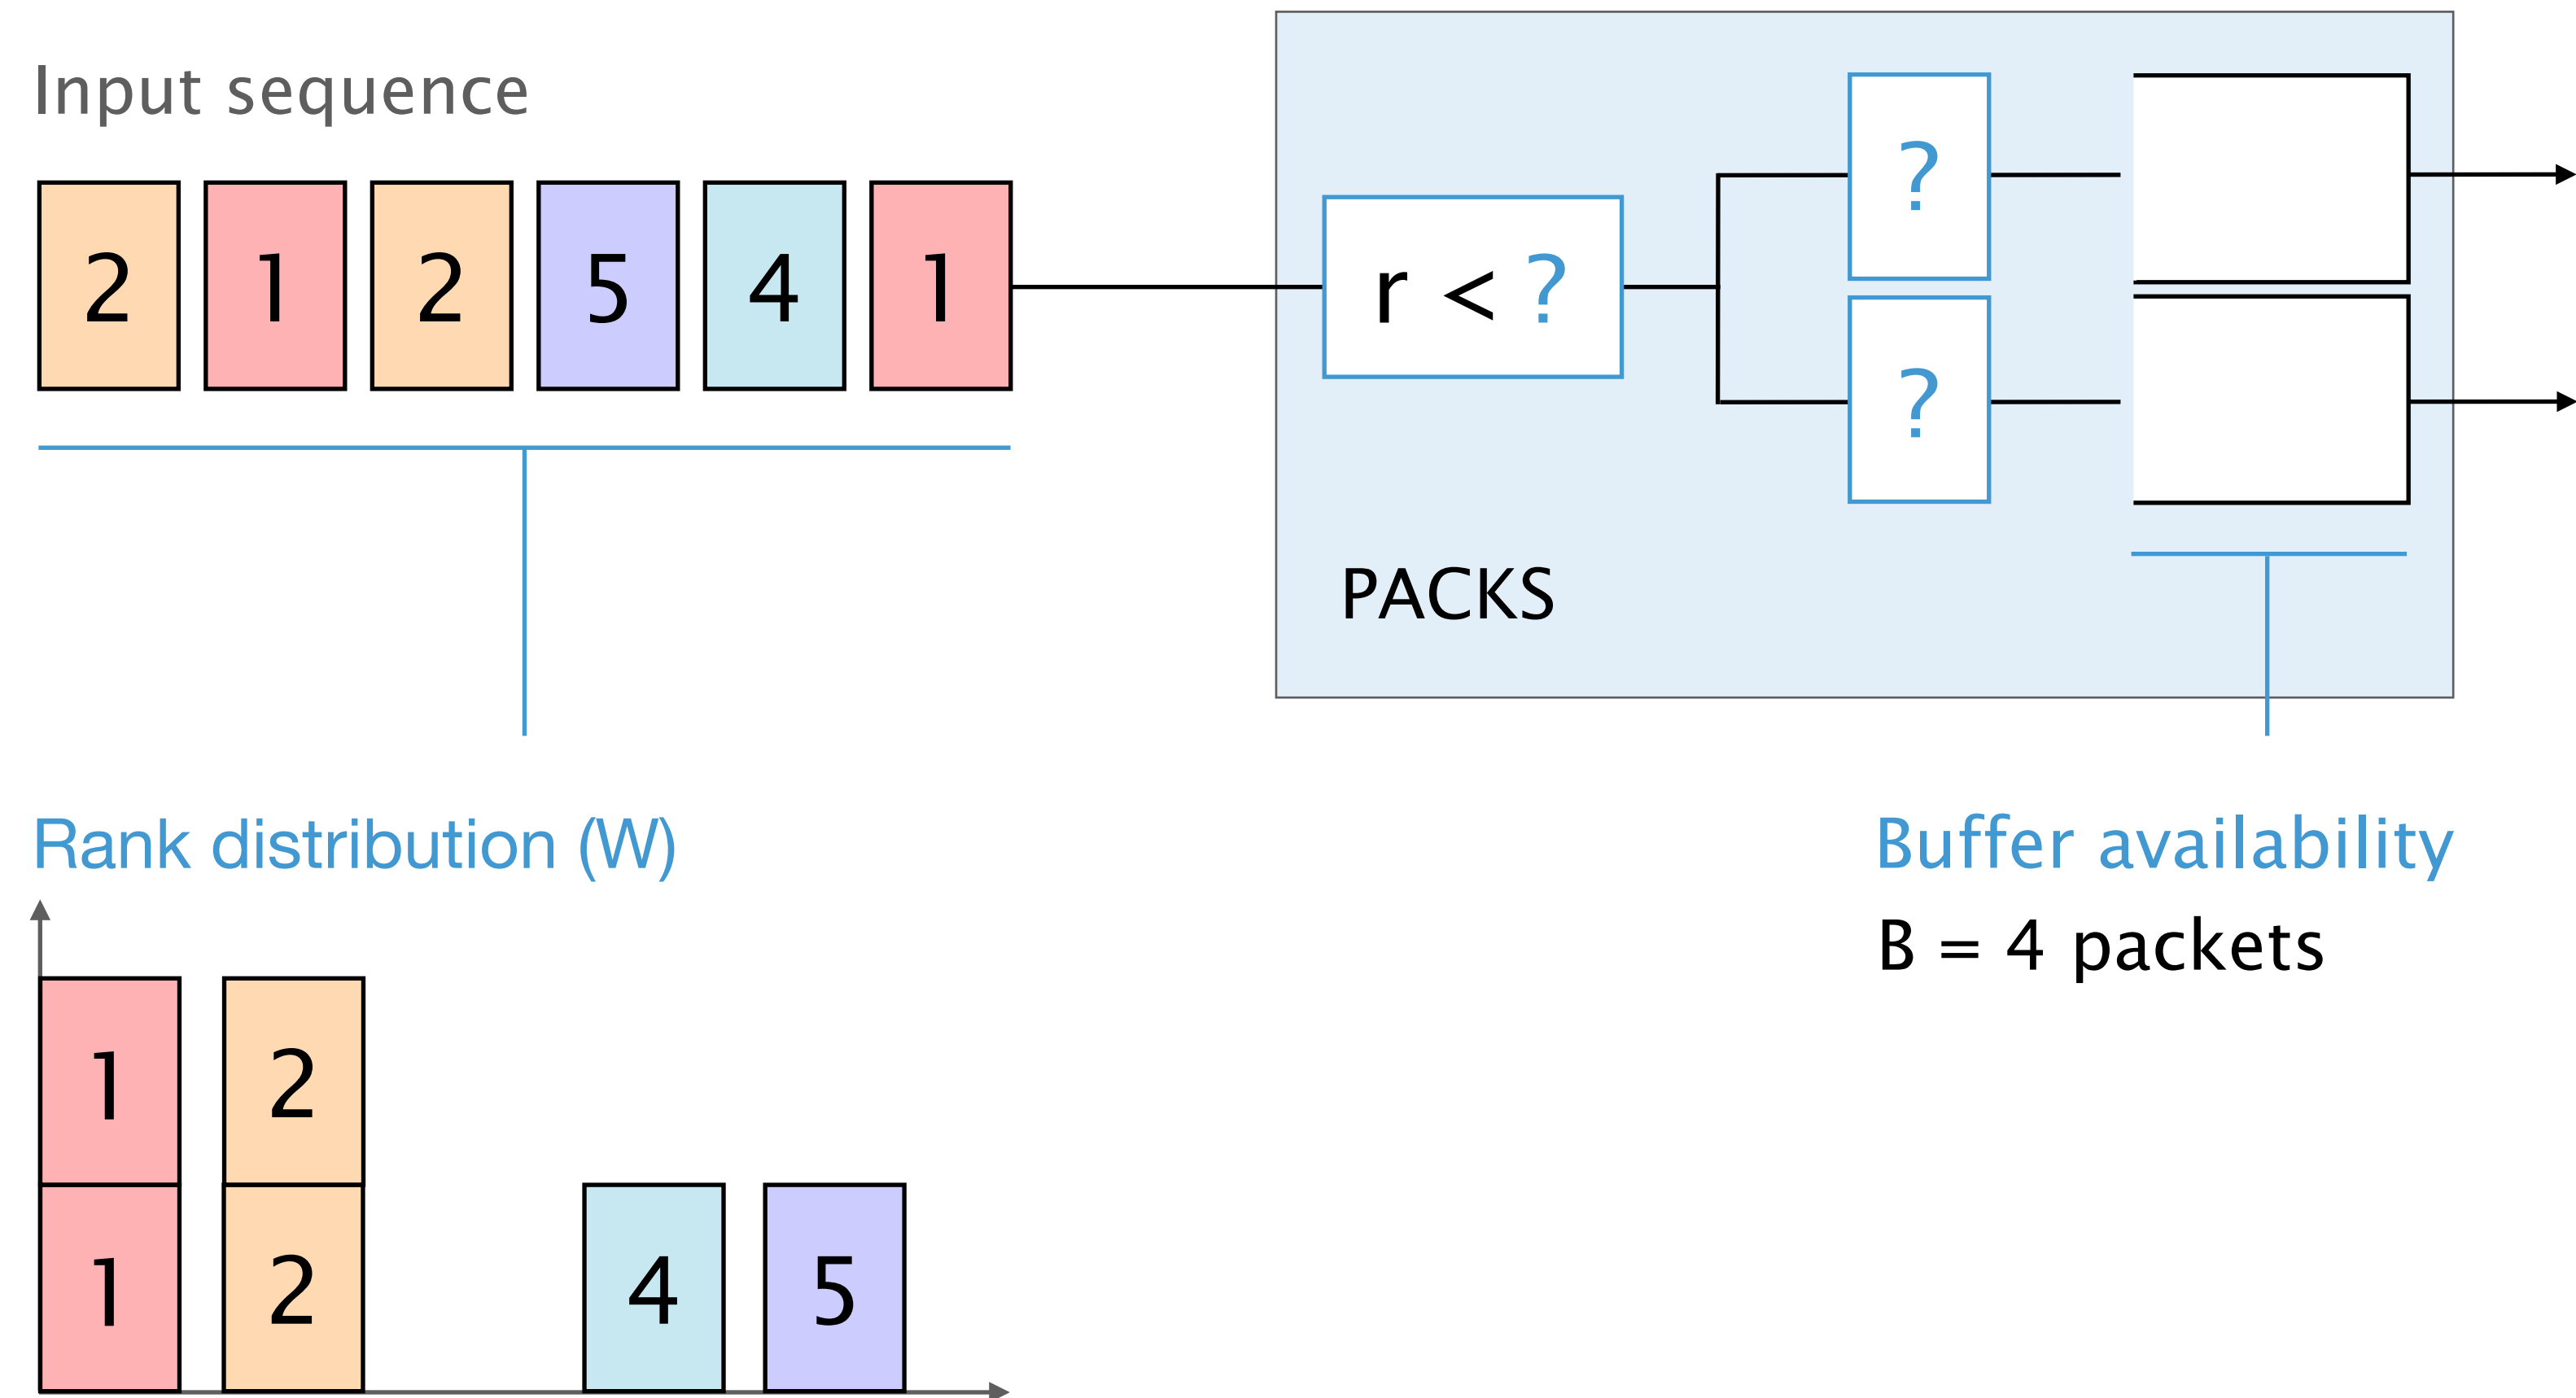 Input sequence
2 1 2 5 4 1
r < ?
?
?
PACKS
Rank distribution (W)
Buffer availability
B = 4 packets
1 2
1 2 4 5